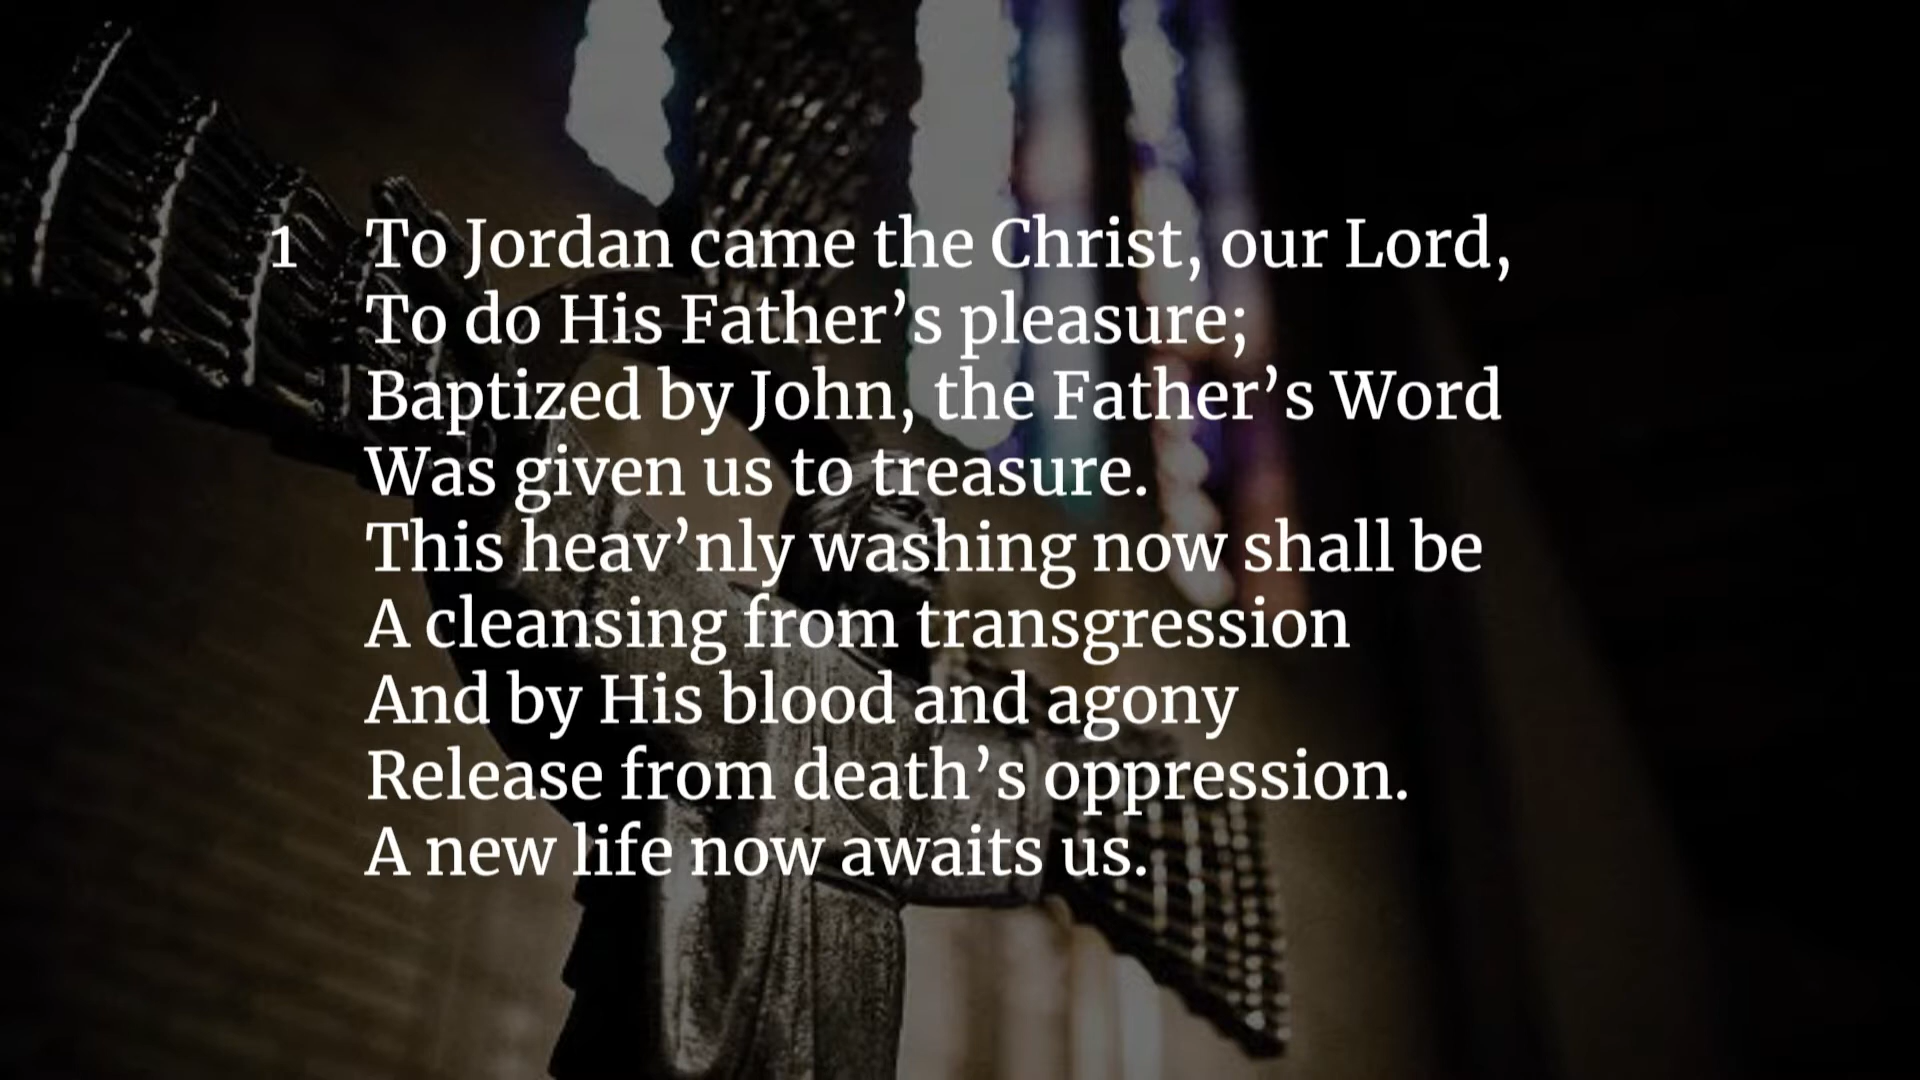 1 To Jordan came the Christ, our Lord,
To do His Father’s pleasure;
Baptized by John, the Father’s Word
Was given us to treasure.
This heav’nly washing now shall be
A cleansing from transgression
And by His blood and agony
Release from death’s oppression.
A new life now awaits us.